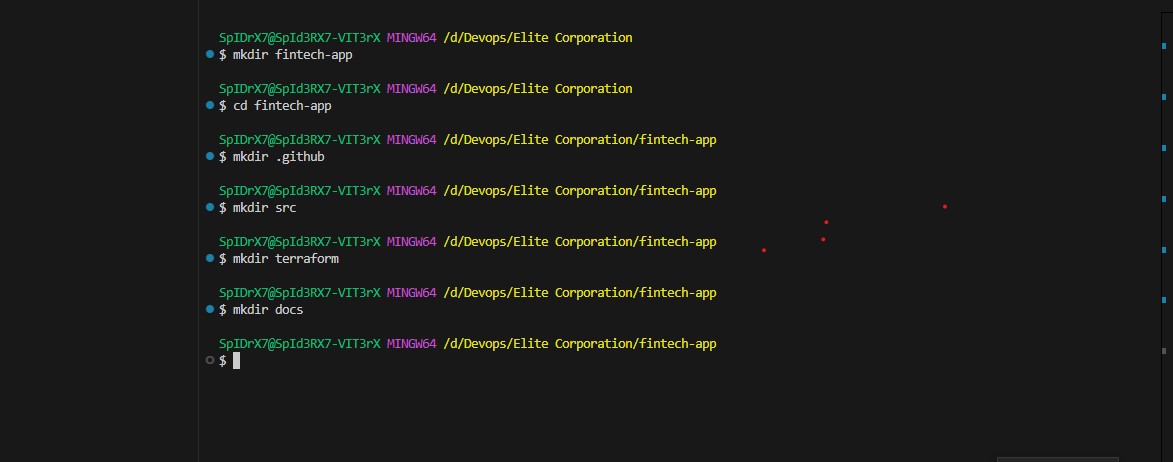 SpIDrX7@SpId3RX7-VIT3rX MINGW64 /d/Devops/Elite Corporation
$ mkdir fintech-app
SpIDrX7@SpId3RX7-VIT3rX MINGW64 /d/Devops/Elite Corporation
$ cd fintech-app
SpIDrX7@SpId3RX7-VIT3rX MINGW64 /d/Devops/Elite Corporation/fintech-app
$ mkdir .github
SpIDrX7@SpId3RX7-VIT3rX MINGW64 /d/Devops/Elite Corporation/fintech-app
$ mkdir src
SpIDrX7@SpId3RX7-VIT3rX MINGW64 /d/Devops/Elite Corporation/fintech-app
$ mkdir terraform
SpIDrX7@SpId3RX7-VIT3rX MINGW64 /d/Devops/Elite Corporation/fintech-app
$ mkdir docs
SpIDrX7@SpId3RX7-VIT3rX MINGW64 /d/Devops/Elite Corporation/fintech-app
$